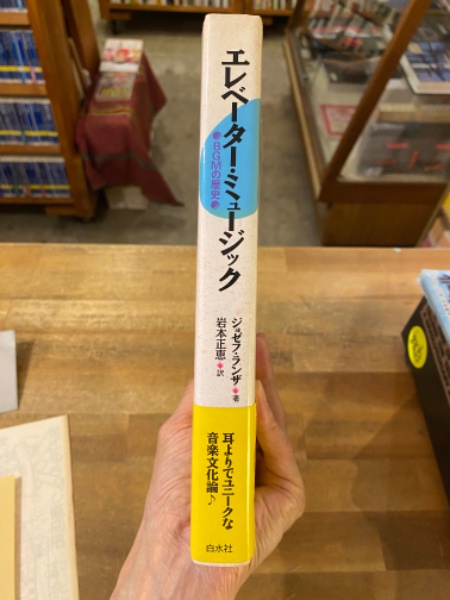 エレベーター・ミュージック
●BGMの歴史●
ジョゼフ・ランザ●著
岩本正恵●訳
耳よりでユニークな
音楽文化論♪
白水社